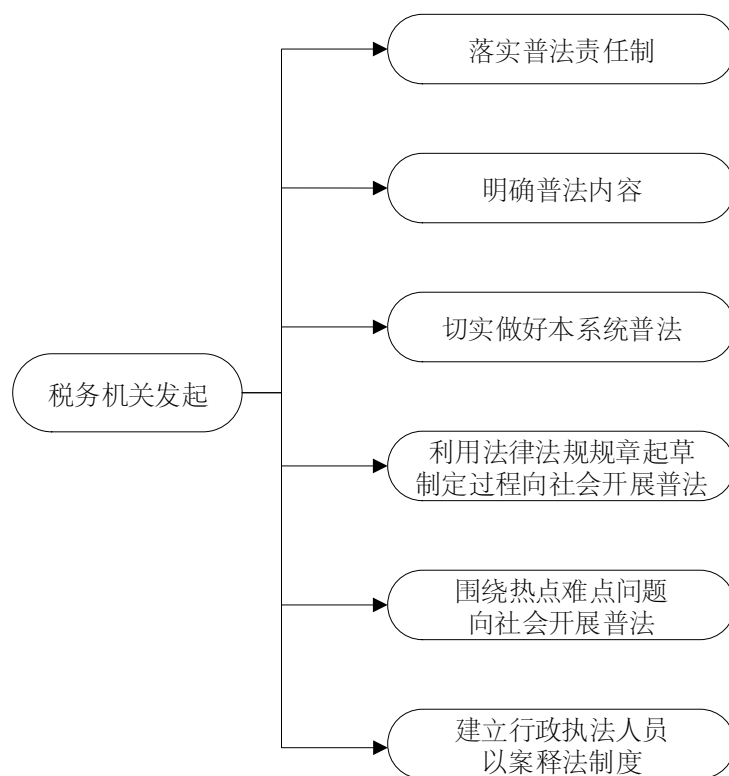 落实普法责任制
明确普法内容
切实做好本系统普法
税务机关发起
利用法律法规规章起草
制定过程向社会开展普法
围绕热点难点问题
向社会开展普法
建立行政执法人员
以案释法制度